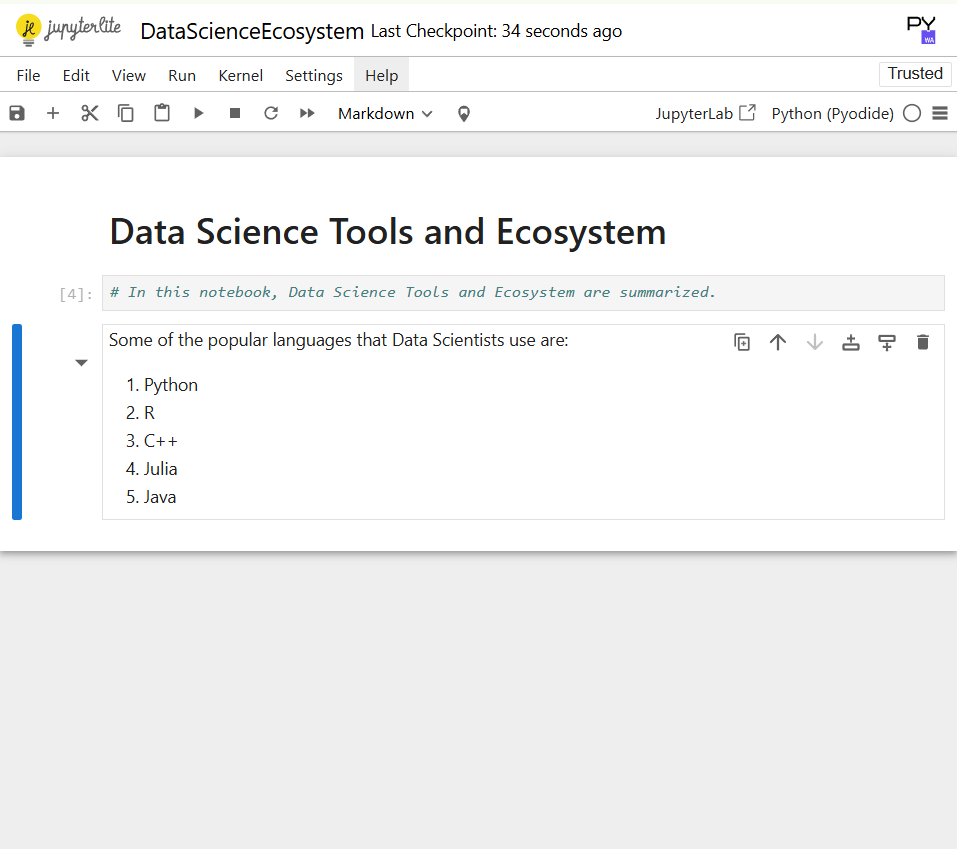 jupyterlite DataScienceEcosystem Last Checkpoint: 34 seconds ago PY WA
File Edit View Run Kernel Settings Help Trusted
Markdown JupyterLab Python (Pyodide)
Data Science Tools and Ecosystem
[4]: # In this notebook, Data Science Tools and Ecosystem are summarized.
Some of the popular languages that Data Scientists use are:
1. Python
2. R
3. C++
4. Julia
5. Java